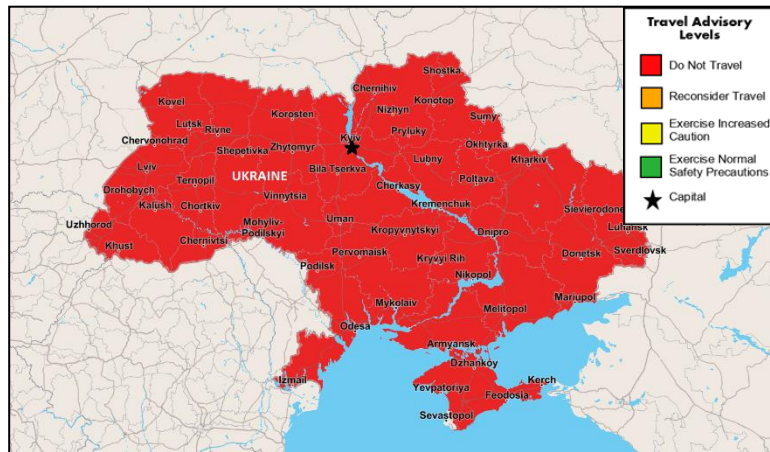 Travel Advisory
Levels
Do Not Travel
Reconsider Travel
Exercise Increased
Caution
Exercise Normal
Safety Precautions
Capital
Shostka
Chernihiv
Kovel
Nizhyn
Konotop
Korosten
Sumy
Lutsk
Rivne
Pryluky
Kyiv
Chervonohrad
Okhtyrka
Shepetivka
Zhytomyr
Lubny
Kharkiv
Lviv
Bila Tserkva
Ternopil
UKRAINE
Poltava
Drohobych
Cherkasy
Vinnytsia
Kalush
Chortkiv
Kremenchuk
Sievierodone
Uzhhorod
Mohyliv-
Podilskyi
Uman
Luhansk
Kropyvnytskyi
Dnipro
Khust
Chernivtsi
Sverdlovsk
Pervomaisk
Donetsk
Kryvyi Rih
Podilsk
Nikopol
Mariupol
Mykolaiv
Melitopol
Odesa
Armyansk
Dzhankoy
Izmail
Kerch
Yevpatoriya
Feodosia
Sevastopol